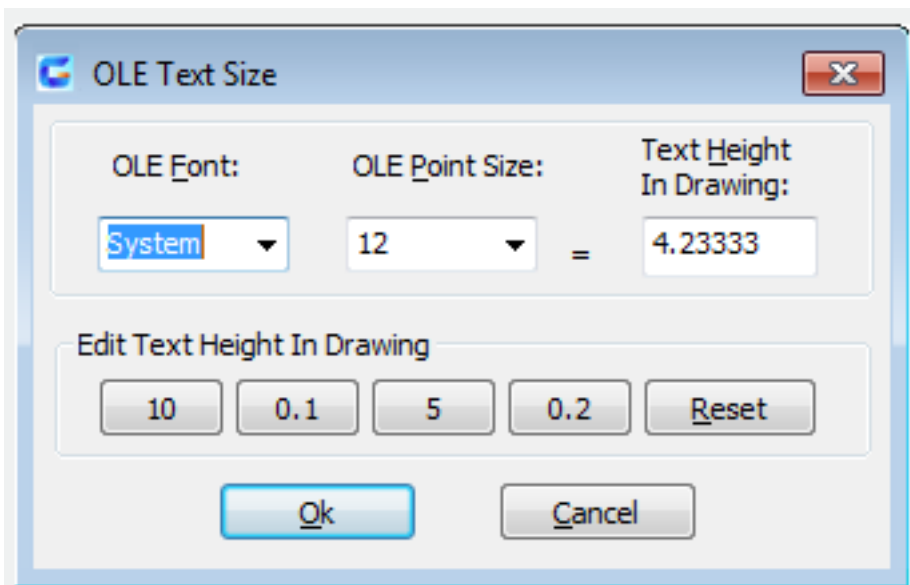 OLE Text Size
OLE Font:
OLE Point Size:
Text Height
In Drawing:
System
12
=
4.23333
Edit Text Height In Drawing
10
0.1
5
0.2
Reset
Ok
Cancel